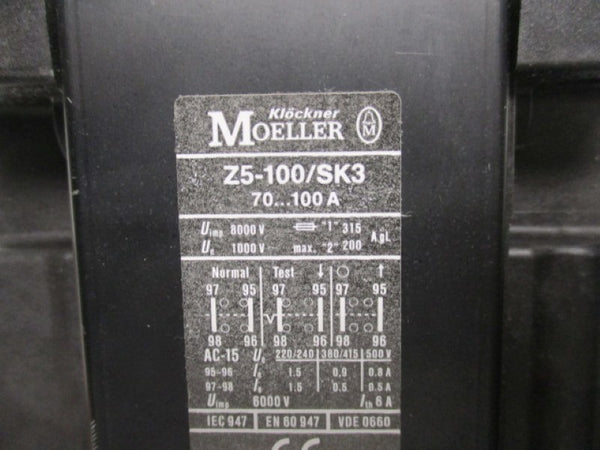 Klöckner
MOELLER
Z5-100/SK3
70...100 A
Uimp 8000 V "1" 315 A gL
Ue 1000 V max. "2" 200
Normal Test
97 95 97 95 97 95
98 96 98 96 98 96
AC-15 Ue 220/240 380/415 500 V
95-96 Ie 1.5 0.9 0.8 A
97-98 Ie 1.5 0.5 0.5 A
Uimp 6000 V Ith 6 A
IEC 947 EN 60 947 VDE 0660
CE